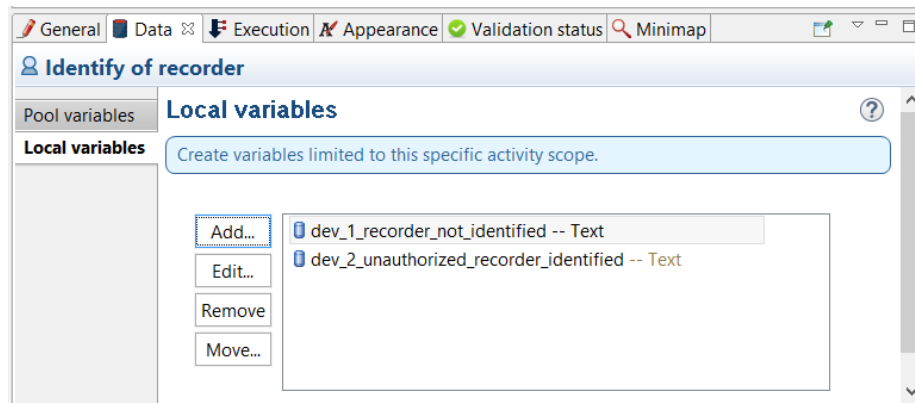 General Data Execution Appearance Validation status Minimap
Identify of recorder
Pool variables
Local variables
Local variables
Create variables limited to this specific activity scope.
Add...
Edit...
Remove
Move...
dev_1_recorder_not_identified -- Text
dev_2_unauthorized_recorder_identified -- Text